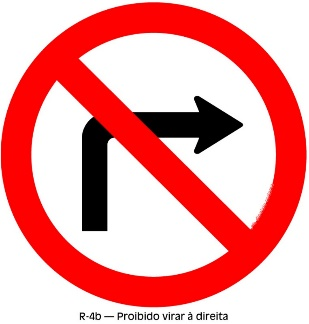 R-4b — Proibido virar à direita